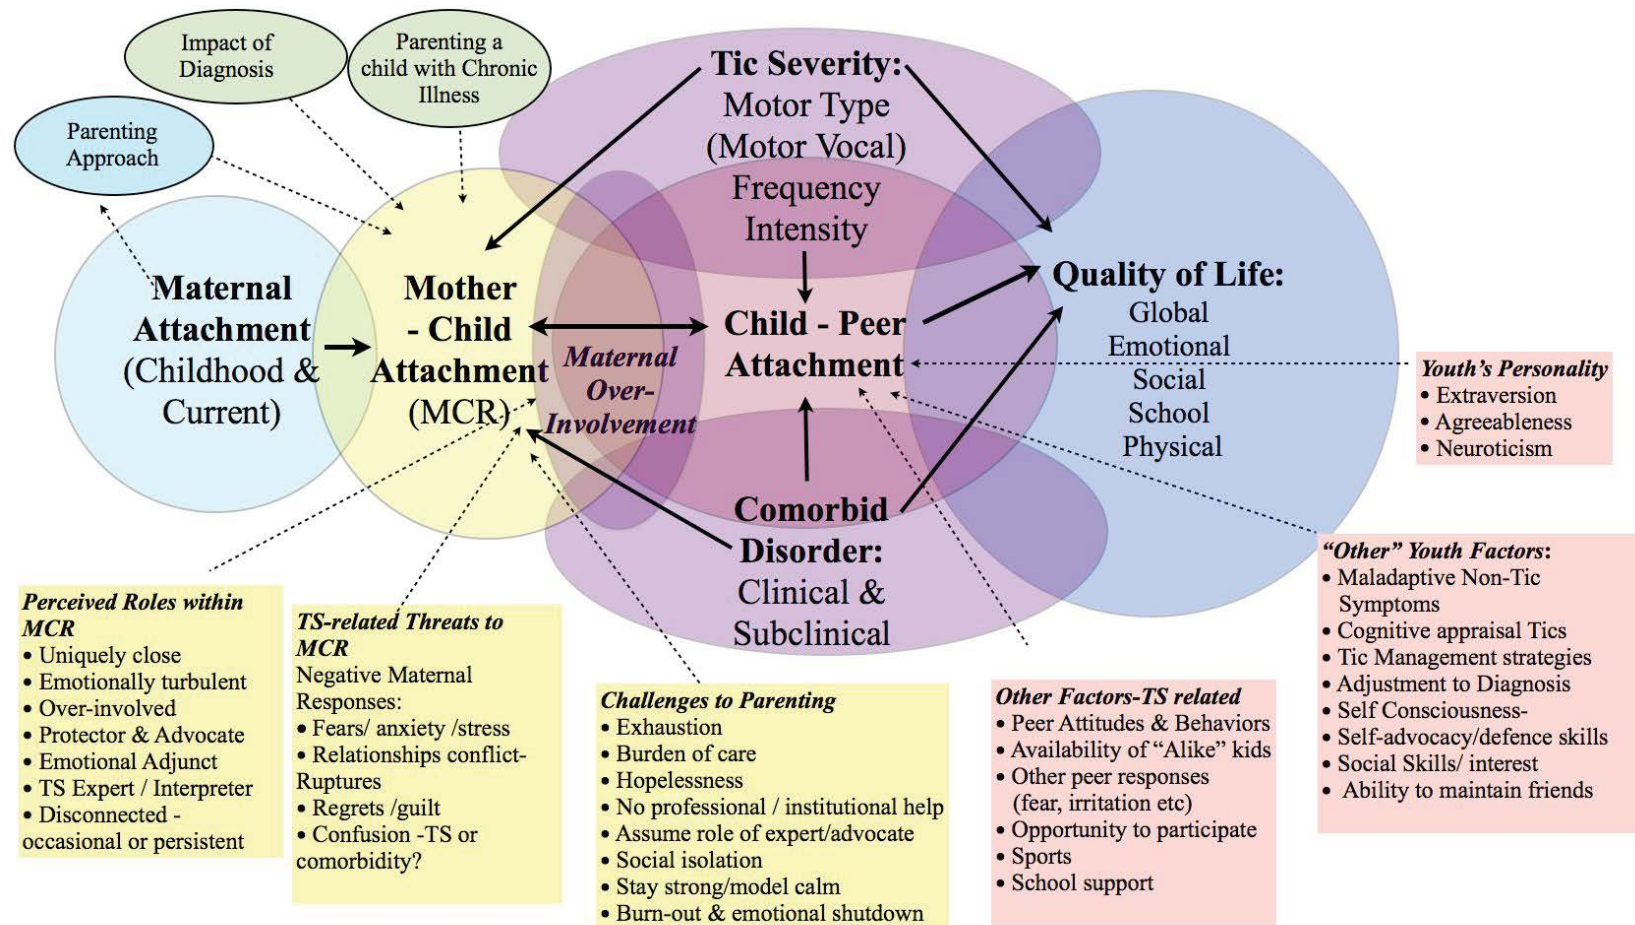 Impact of
Diagnosis
Parenting a
child with Chronic
Illness
Parenting
Approach
Tic Severity:
Motor Type
(Motor Vocal)
Frequency
Intensity
Maternal
Attachment
(Childhood &
Current)
Mother
- Child
Attachment
(MCR)
Maternal
Over-
Involvement
Child - Peer
Attachment
Quality of Life:
Global
Emotional
Social
School
Physical
Comorbid
Disorder:
Clinical &
Subclinical
Youth's Personality
• Extraversion
• Agreeableness
• Neuroticism
Perceived Roles within
MCR
• Uniquely close
• Emotionally turbulent
• Over-involved
• Protector & Advocate
• Emotional Adjunct
• TS Expert / Interpreter
• Disconnected -
occasional or persistent
TS-related Threats to
MCR
Negative Maternal
Responses:
• Fears/ anxiety /stress
• Relationships conflict-
Ruptures
• Regrets /guilt
• Confusion -TS or
comorbidity?
Challenges to Parenting
• Exhaustion
• Burden of care
• Hopelessness
• No professional / institutional help
• Assume role of expert/advocate
• Social isolation
• Stay strong/model calm
• Burn-out & emotional shutdown
Other Factors-TS related
• Peer Attitudes & Behaviors
• Availability of “Alike” kids
• Other peer responses
(fear, irritation etc)
• Opportunity to participate
• Sports
• School support
“Other” Youth Factors:
• Maladaptive Non-Tic
Symptoms
• Cognitive appraisal Tics
• Tic Management strategies
• Adjustment to Diagnosis
• Self Consciousness-
• Self-advocacy/defence skills
• Social Skills/ interest
• Ability to maintain friends